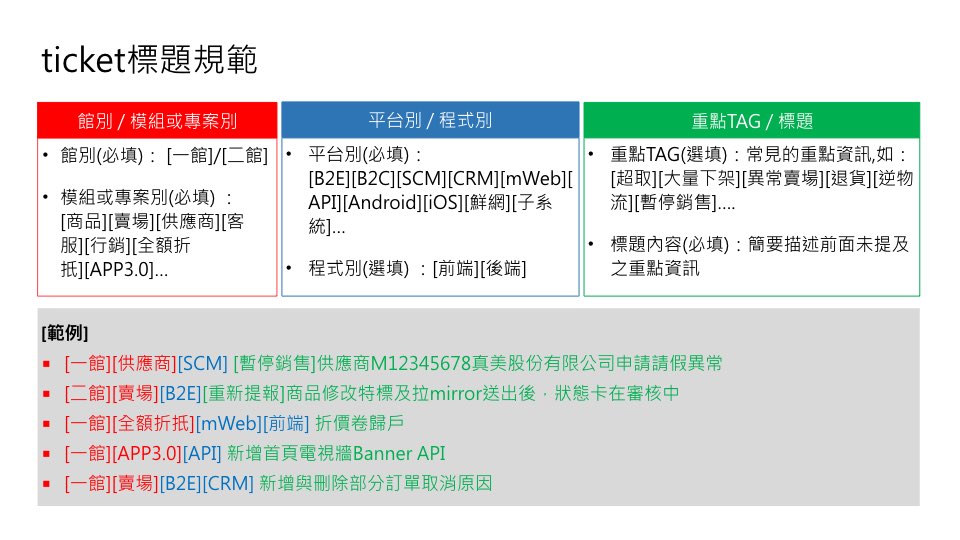 ticket標題規範
館別 / 模組或專案別
• 館別(必填)： [一館]/[二館]
• 模組或專案別(必填) ：
[商品][賣場][供應商][客
服][行銷][全額折
抵][APP3.0]...
平台別 / 程式別
• 平台別(必填)：
[B2E][B2C][SCM][CRM][mWeb][
API][Android][iOS][鮮網][子系
統]...
• 程式別(選填) ：[前端][後端]
重點TAG / 標題
• 重點TAG(選填)：常見的重點資訊,如：
[超取][大量下架][異常賣場][退貨][逆物
流][暫停銷售]....
• 標題內容(必填)：簡要描述前面未提及
之重點資訊
[範例]
▪ [一館][供應商][SCM] [暫停銷售]供應商M12345678真美股份有限公司申請請假異常
▪ [二館][賣場][B2E][重新提報]商品修改特標及拉mirror送出後，狀態卡在審核中
▪ [一館][全額折抵][mWeb][前端] 折價卷歸戶
▪ [一館][APP3.0][API] 新增首頁電視牆Banner API
▪ [一館][賣場][B2E][CRM] 新增與刪除部分訂單取消原因